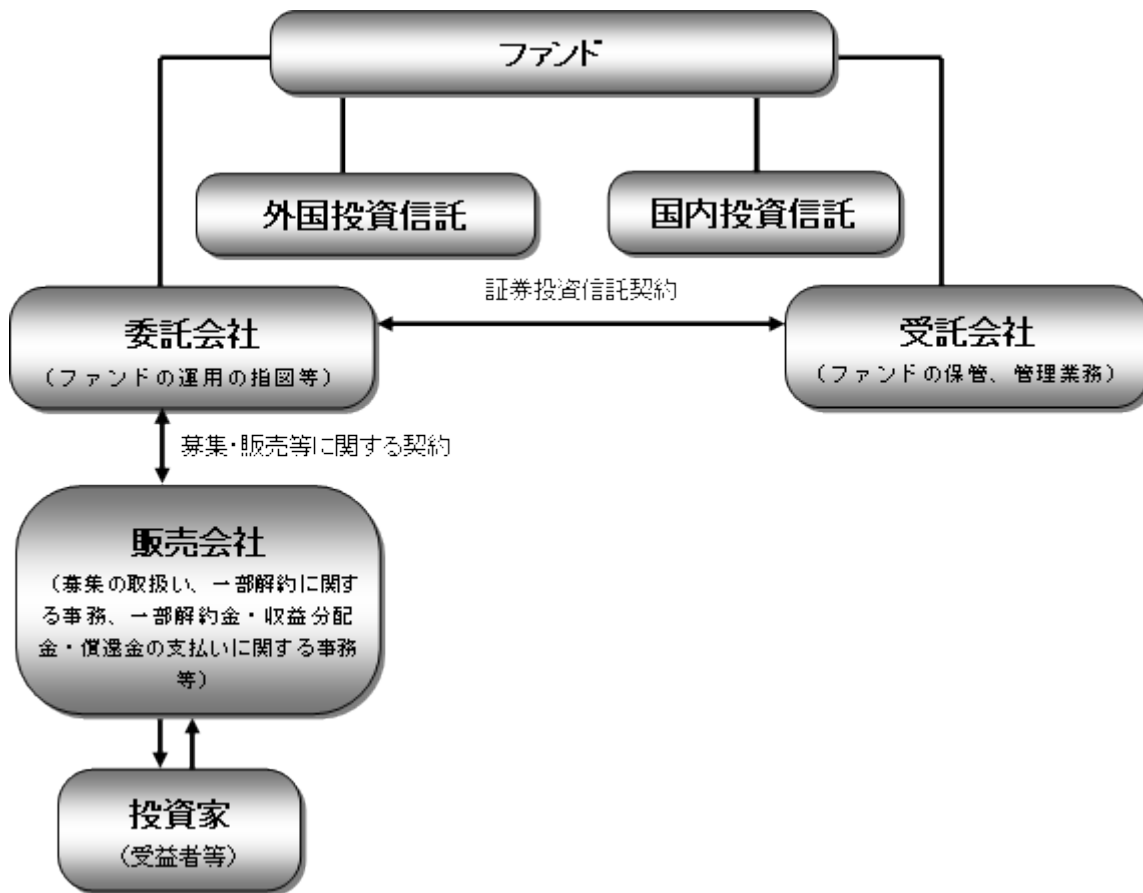 ファンド
外国投資信託
国内投資信託
証券投資信託契約
委託会社
（ファンドの運用の指図等）
受託会社
（ファンドの保管、管理業務）
募集・販売等に関する契約
販売会社
（募集の取扱い、一部解約に関す
る事務、一部解約金・収益分配
金・償還金の支払いに関する事務
等）
投資家
（受益者等）